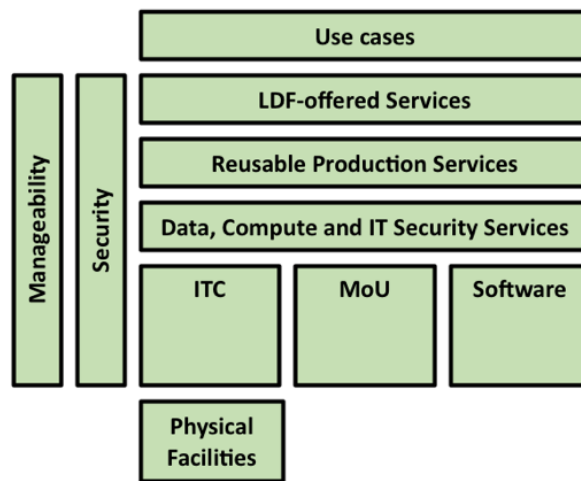 Use cases
LDF-offered Services
Reusable Production Services
Data, Compute and IT Security Services
Manageability
Security
ITC
MoU
Software
Physical
Facilities